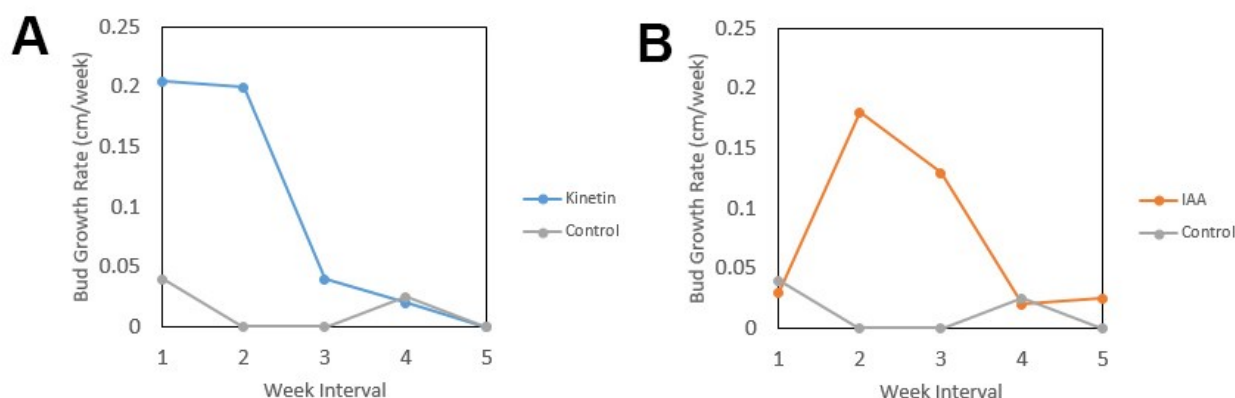 A
Bud Growth Rate (cm/week)
0.25
0.2
0.15
0.1
0.05
0
1 2 3 4 5
Week Interval
Kinetin
Control
B
Bud Growth Rate (cm/week)
0.25
0.2
0.15
0.1
0.05
0
1 2 3 4 5
Week Interval
IAA
Control